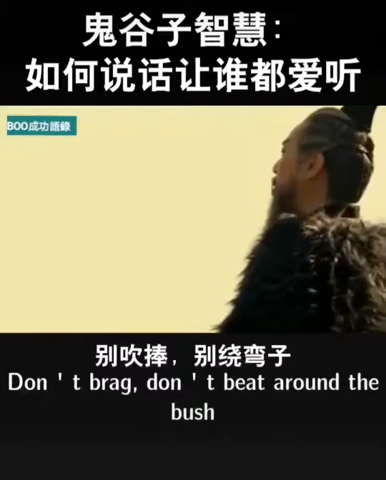 鬼谷子智慧：
如何说话让谁都爱听
BOO成功語錄
别吹捧，别绕弯子
Don ' t brag, don ' t beat around the
bush